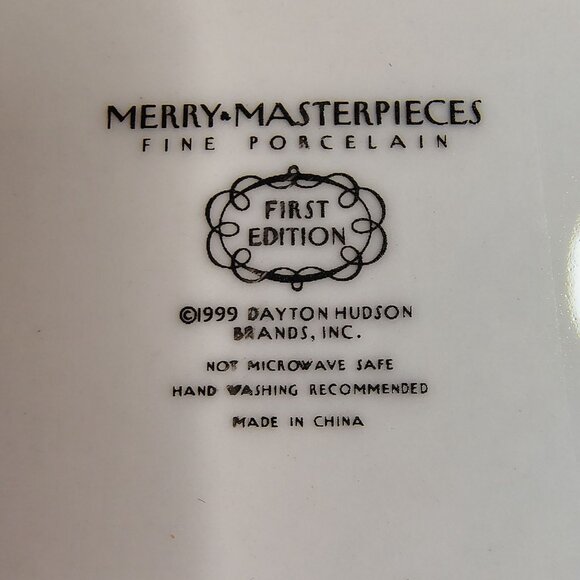 MERRY★MASTERPIECES
FINE PORCELAIN
FIRST
EDITION
©1999 DAYTON HUDSON
BRANDS, INC.
NOT MICROWAVE SAFE
HAND WASHING RECOMMENDED
MADE IN CHINA